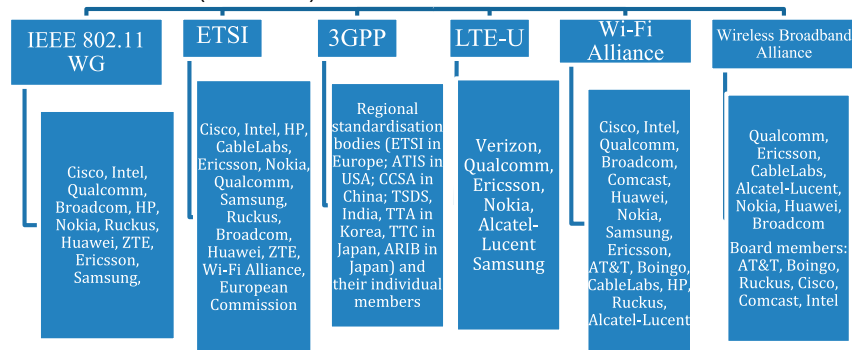 IEEE 802.11
WG
ETSI
3GPP
LTE-U
Wi-Fi
Alliance
Wireless Broadband
Alliance
Cisco, Intel,
Qualcomm,
Broadcom, HP,
Nokia, Ruckus,
Huawei, ZTE,
Ericsson,
Samsung,
Cisco, Intel, HP,
CableLabs,
Ericsson, Nokia,
Qualcomm,
Samsung,
Ruckus,
Broadcom,
Huawei, ZTE,
Wi-Fi Alliance,
European
Commission
Regional
standardisation
bodies (ETSI in
Europe; ATIS in
USA; CCSA in
China; TSDS,
India, TTA in
Korea, TTC in
Japan, ARIB in
Japan) and
their individual
members
Verizon,
Qualcomm,
Ericsson,
Nokia,
Alcatel-
Lucent
Samsung
Cisco, Intel,
Qualcomm,
Broadcom,
Comcast,
Huawei,
Nokia,
Samsung,
Ericsson,
AT&T, Boingo,
CableLabs, HP,
Ruckus,
Alcatel-Lucent
Qualcomm,
Ericsson,
CableLabs,
Alcatel-Lucent,
Nokia, Huawei,
Broadcom
Board members:
AT&T, Boingo,
Ruckus, Cisco,
Comcast, Intel